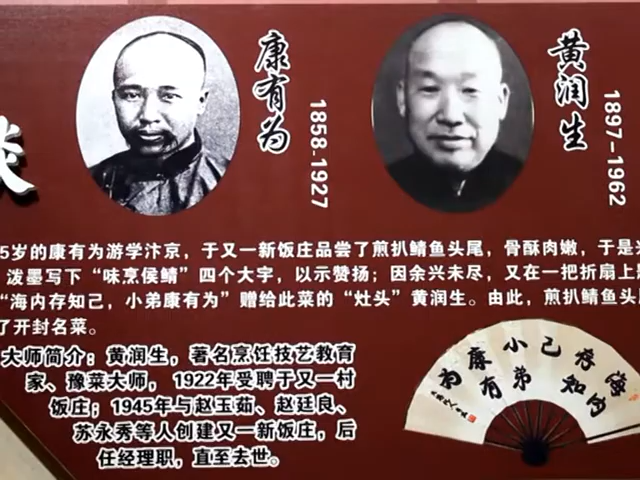 谈
康有为
1858-1927
黄润生
1897-1962
5岁的康有为游学汴京，于又一新饭庄品尝了煎扒鲭鱼头尾，骨酥肉嫩，于是兴
泼墨写下“味烹侯鲭”四个大字，以示赞扬；因余兴未尽，又在一把折扇上题
“海内存知己，小弟康有为”赠给此菜的“灶头”黄润生。由此，煎扒鲭鱼头尾
了开封名菜。
大师简介：黄润生，著名烹饪技艺教育
家、豫菜大师，1922年受聘于又一村
饭庄；1945年与赵玉茹、赵廷良、
苏永秀等人创建又一新饭庄，后
任经理职，直至去世。
海内存知己小弟康有为